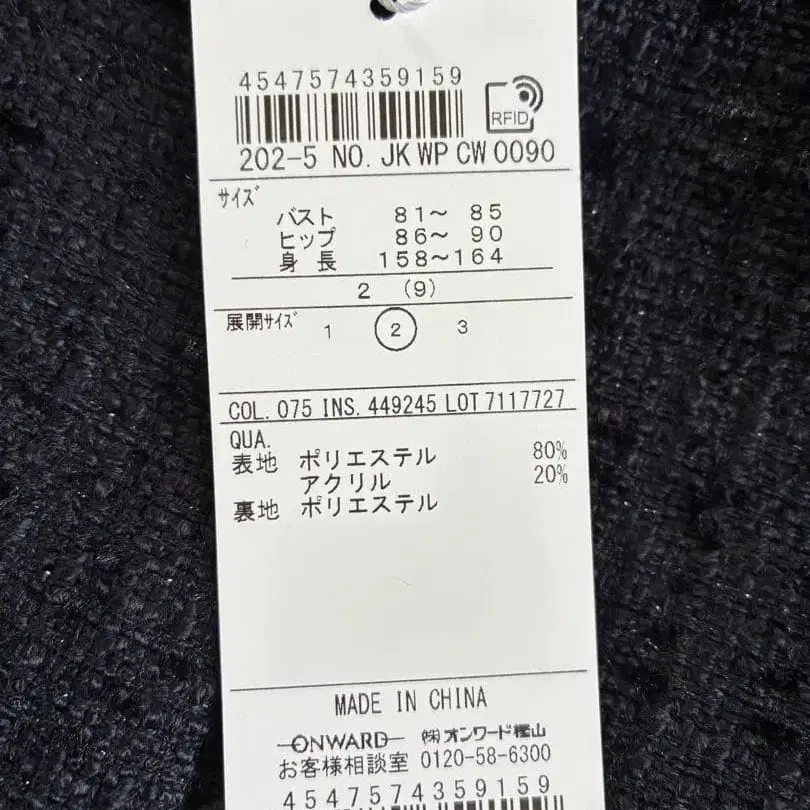 4547574359159
RFID
202-5 NO. JKWPCW0090
サイズ
バスト 81～ 85
ヒップ 86～ 90
身長 158～164
2 (9)
展開サイズ 1 2 3
COL. 075 INS. 449245 LOT 7117727
QUA.
表地 ポリエステル 80%
アクリル 20%
裏地 ポリエステル
MADE IN CHINA
ONWARD ㈱オンワード樫山
お客様相談室 0120-58-6300
4547574359159